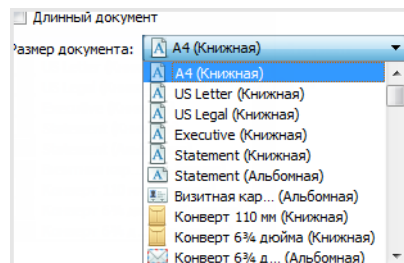 Длинный документ
Размер документа: A4 (Книжная)
A4 (Книжная)
US Letter (Книжная)
US Legal (Книжная)
Executive (Книжная)
Statement (Книжная)
Statement (Альбомная)
Визитная кар... (Альбомная)
Конверт 110 мм (Книжная)
Конверт 6¾ дюйма (Книжная)
Конверт 6¾ д... (Альбомная)